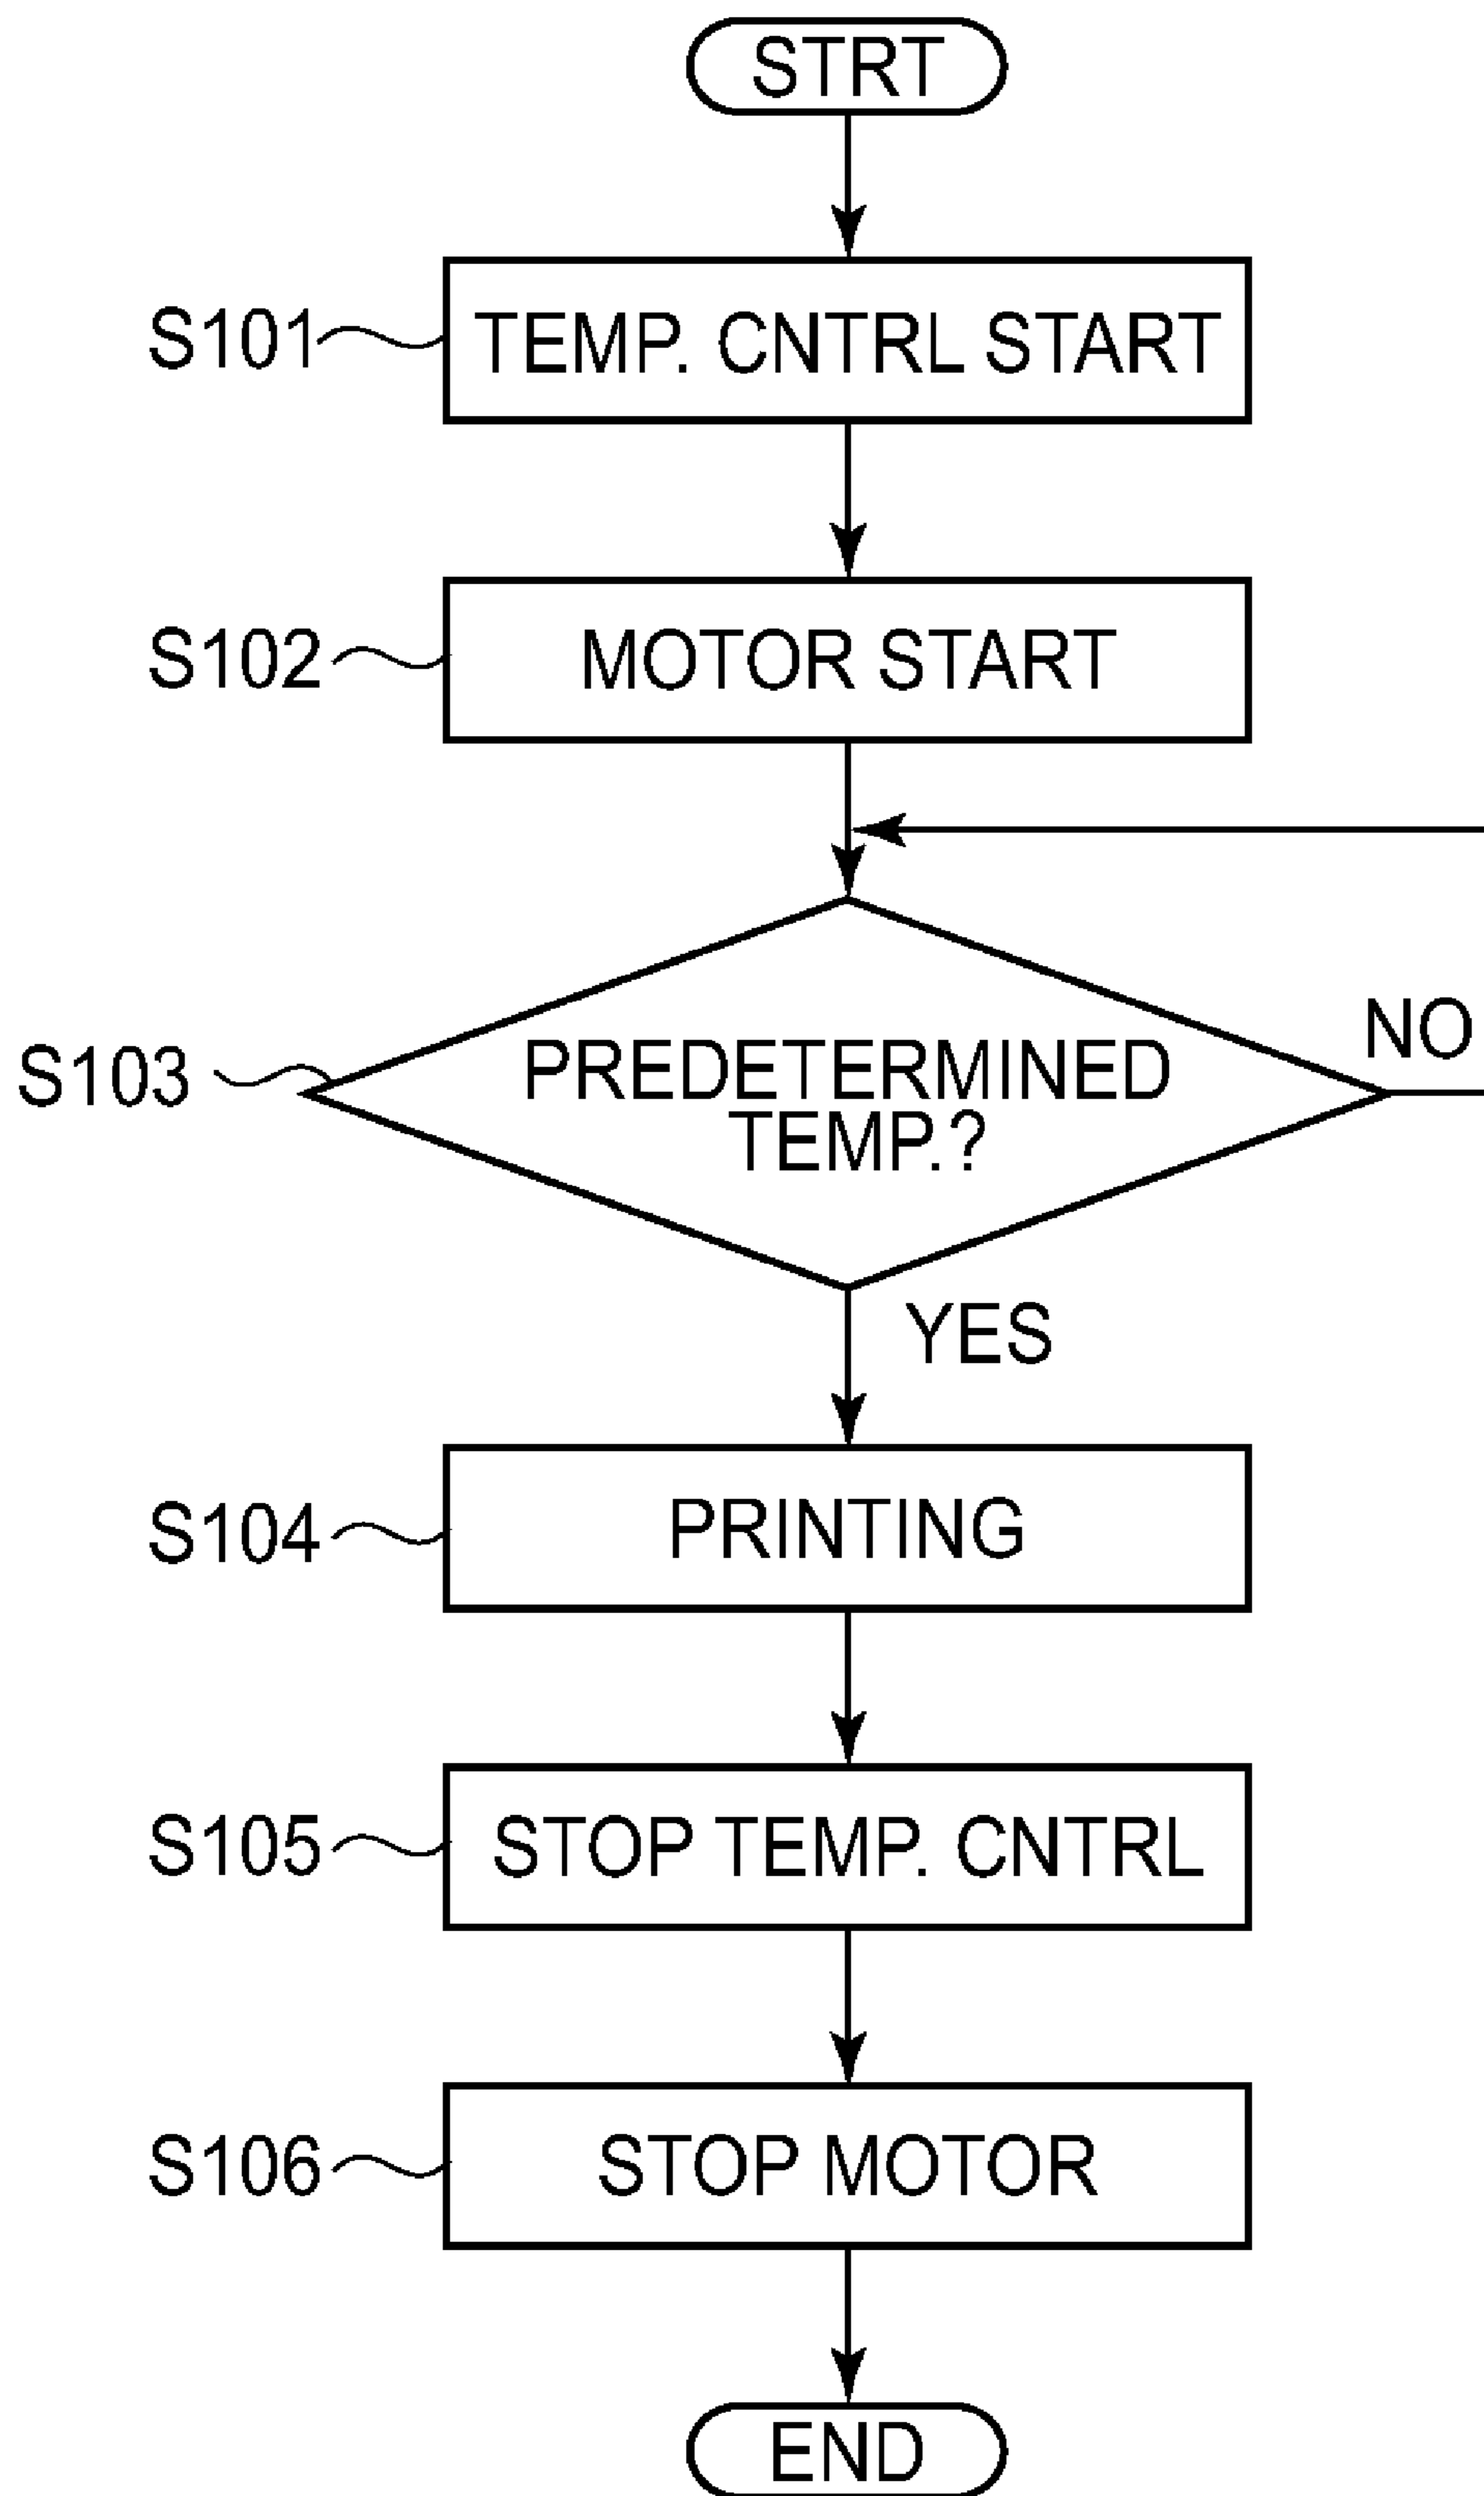 STRT
S101
TEMP. CNTRL START
S102
MOTOR START
NO
S103
PREDETERMINED
TEMP.?
YES
S104
PRINTING
S105
STOP TEMP. CNTRL
S106
STOP MOTOR
END